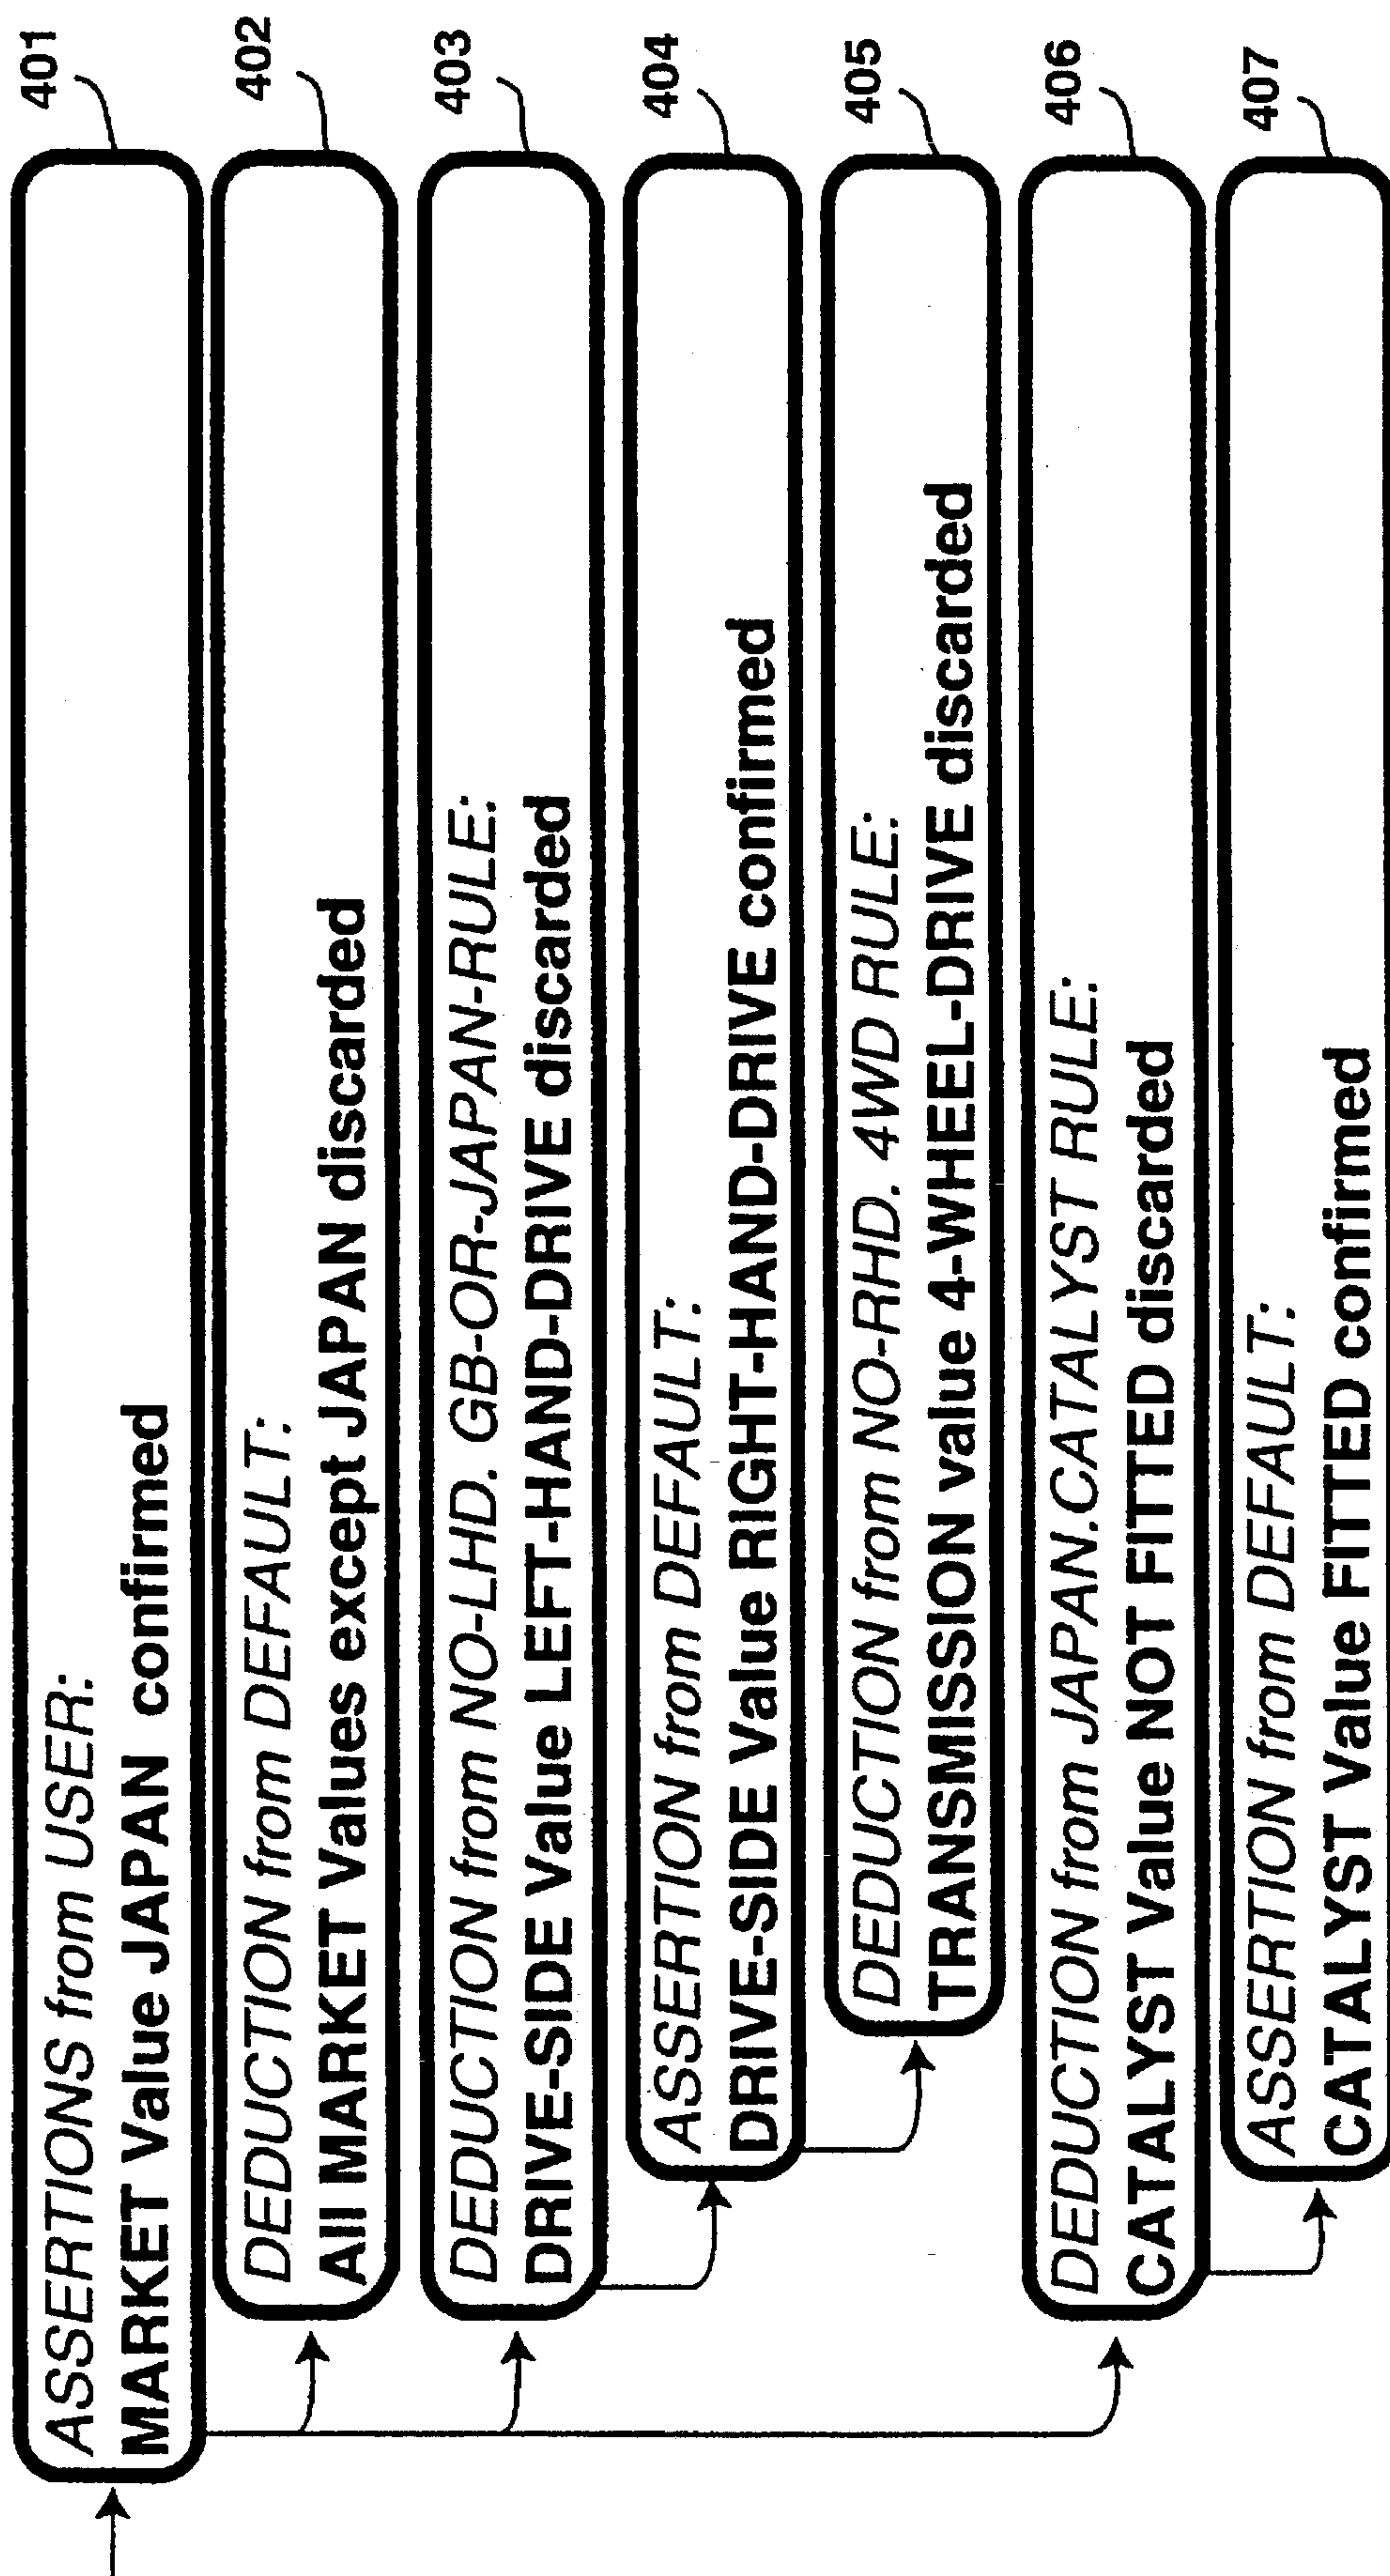 ASSERTIONS from USER:
MARKET Value JAPAN confirmed
401
DEDUCTION from DEFAULT:
All MARKET Values except JAPAN discarded
402
DEDUCTION from NO-LHD. GB-OR-JAPAN-RULE:
DRIVE-SIDE Value LEFT-HAND-DRIVE discarded
403
ASSERTION from DEFAULT:
DRIVE-SIDE Value RIGHT-HAND-DRIVE confirmed
404
DEDUCTION from NO-RHD. 4WD RULE:
TRANSMISSION value 4-WHEEL-DRIVE discarded
405
DEDUCTION from JAPAN.CATALYST RULE:
CATALYST Value NOT FITTED discarded
406
ASSERTION from DEFAULT:
CATALYST Value FITTED confirmed
407